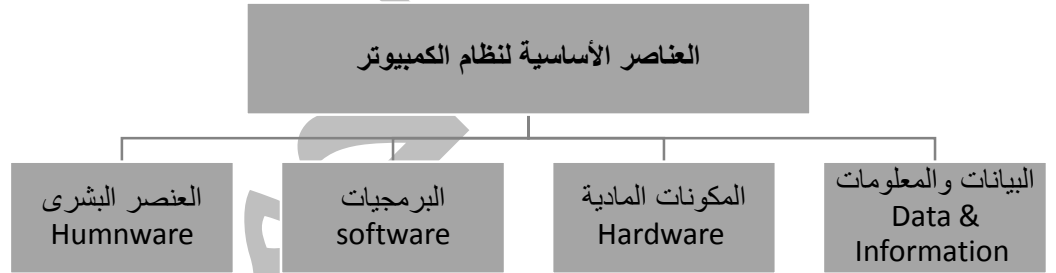 العناصر الأساسية لنظام الكمبيوتر
البيانات والمعلومات
Data &
Information
المكونات المادية
Hardware
البرمجيات
software
العنصر البشرى
Humnware